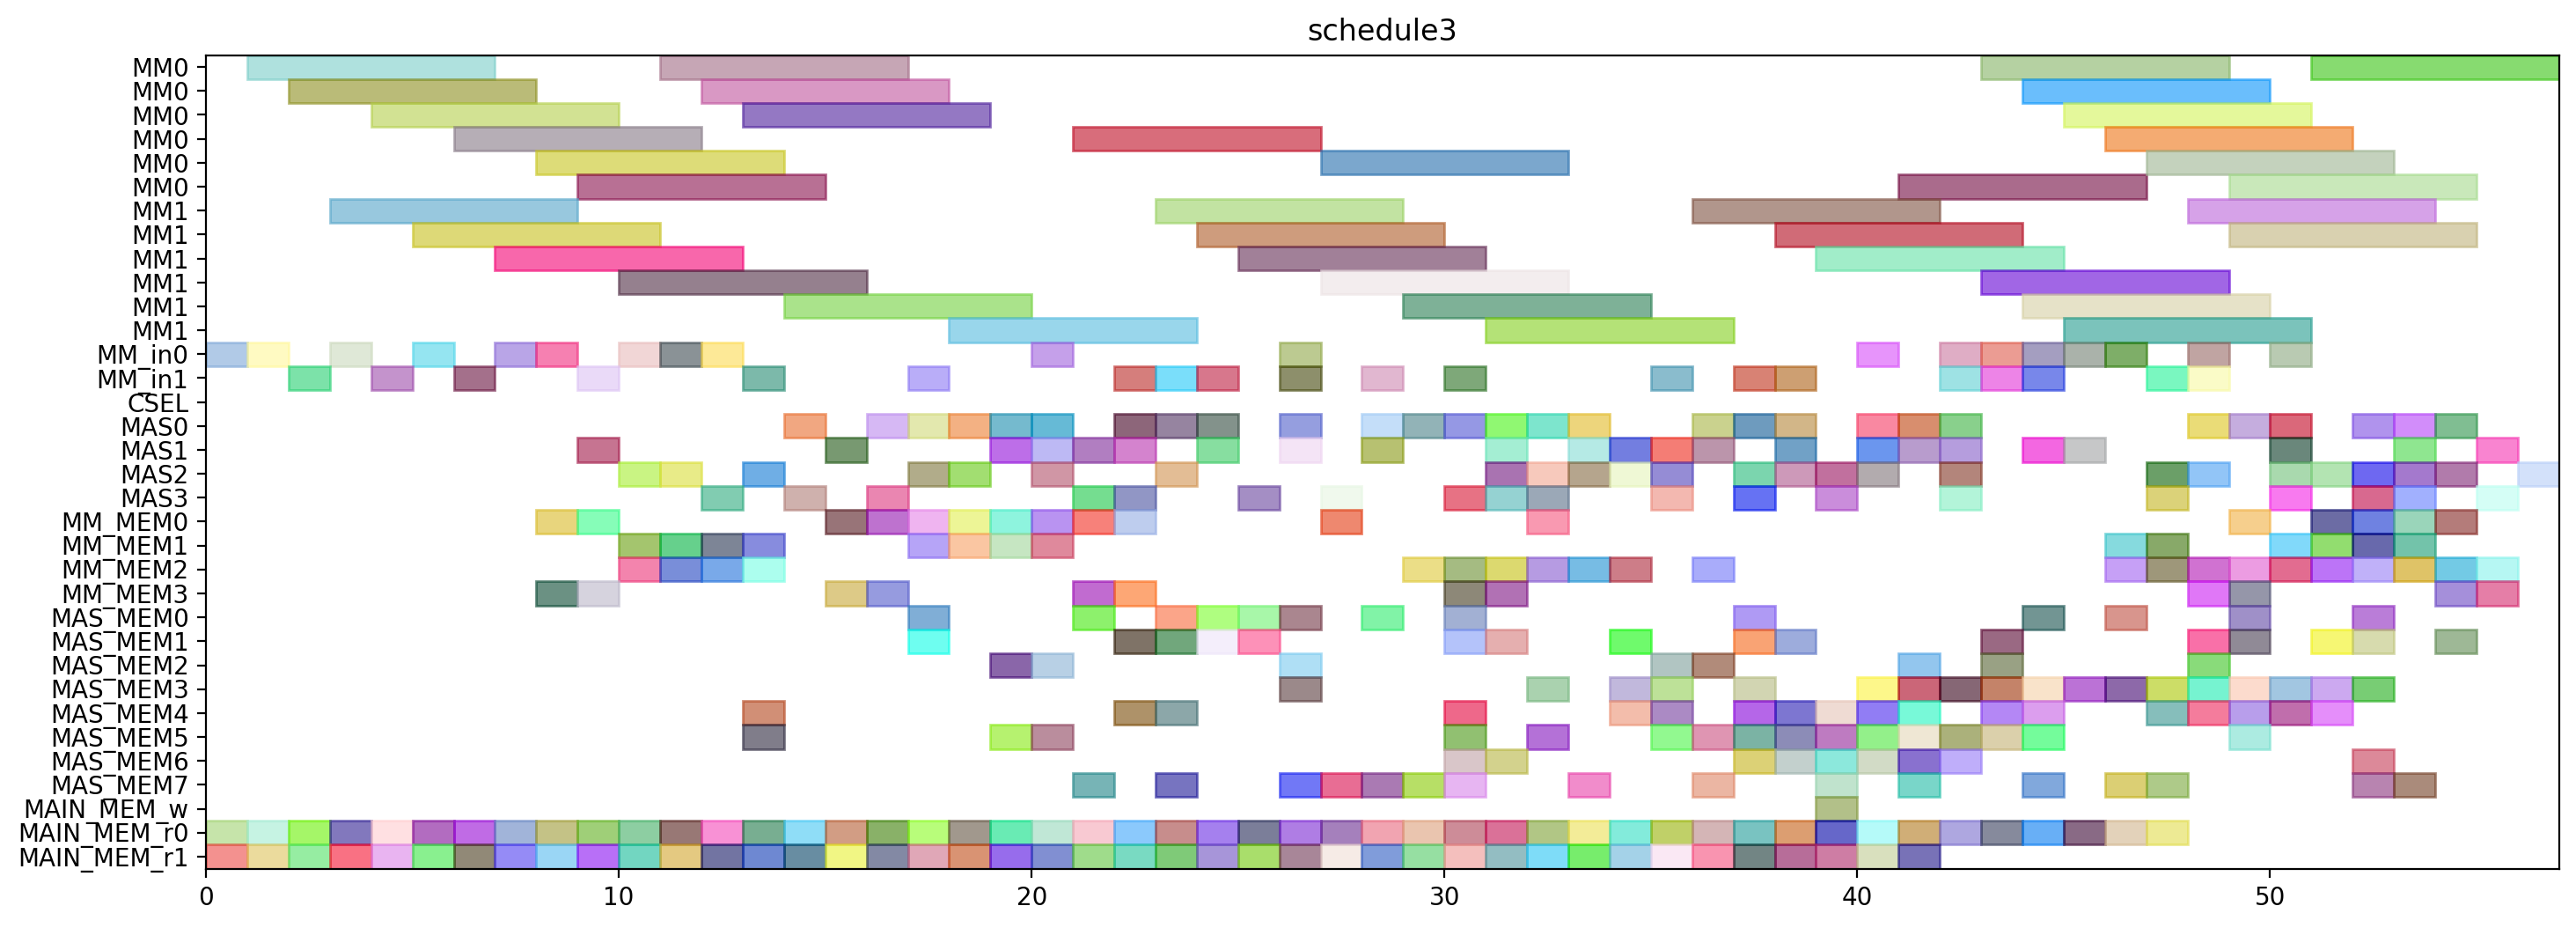 schedule3
MM0
MM0
MM0
MM0
MM0
MM0
MM1
MM1
MM1
MM1
MM1
MM1
MM_in0
MM_in1
CSEL
MAS0
MAS1
MAS2
MAS3
MM_MEM0
MM_MEM1
MM_MEM2
MM_MEM3
MAS_MEM0
MAS_MEM1
MAS_MEM2
MAS_MEM3
MAS_MEM4
MAS_MEM5
MAS_MEM6
MAS_MEM7
MAIN_MEM_w
MAIN_MEM_r0
MAIN_MEM_r1
0 10 20 30 40 50